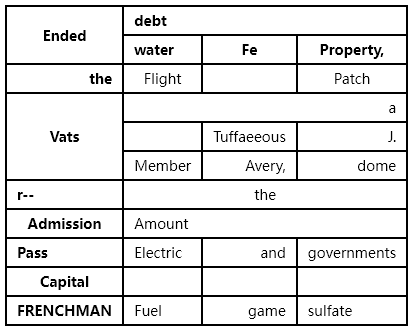 Ended debt
water Fe Property,
the Flight Patch
Vats a
Tuffaeeous J.
Member Avery, dome
r-- the
Admission Amount
Pass Electric and governments
Capital
FRENCHMAN Fuel game sulfate